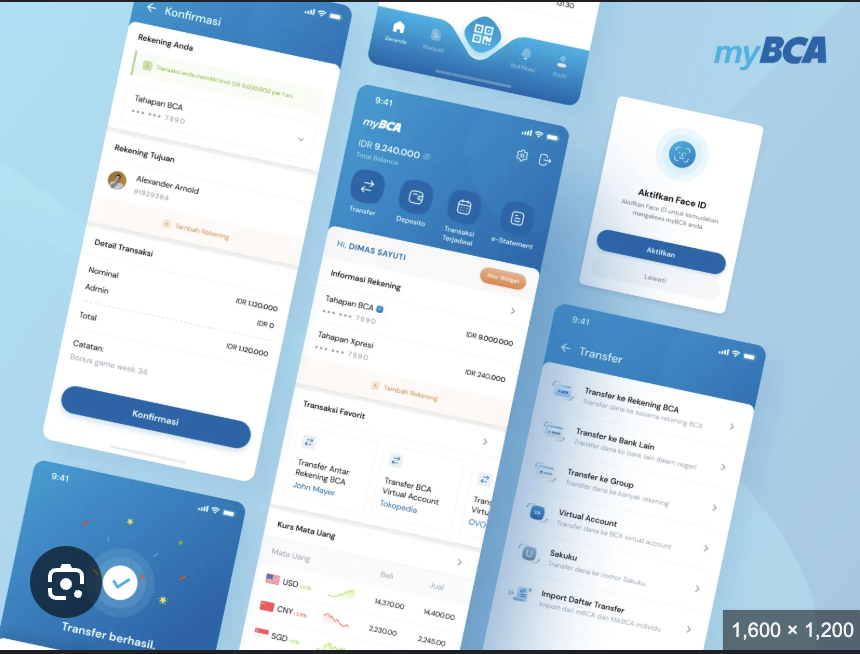 Konfirmasi
Rekening Anda
Transaksi anda memiliki limit IDR 5.000.000 per hari
Tahapan BCA
•••• ••• 7890
Rekening Tujuan
Alexander Arnold
91929384
Tambah Rekening
Detail Transaksi
Nominal
IDR 1.120.000
Admin
IDR 0
Total
IDR 1.120.000
Catatan:
Bonus game week 34
Konfirmasi
9:41
Transfer berhasil.
Beranda
Riwayat
Notifikasi
Profil
9:41
myBCA
IDR 9.240.000
Total Balance
Transfer
Deposito
Transaksi
Terjadwal
e-Statement
Hi, DIMAS SAYUTI
Atur Widget
Informasi Rekening
Tahapan BCA
•••• ••• 7890
IDR 9.000.000
Tahapan Xpresi
•••• ••• 7890
IDR 240.000
Tambah Rekening
Transaksi Favorit
Transfer Antar
Rekening BCA
John Mayer
Transfer BCA
Virtual Account
Tokopedia
Trans
Virtu
OVO
Kurs Mata Uang
Mata Uang
Beli
Jual
USD
14,370.00
14,400.00
CNY
2,230.00
2,245.00
SGD
myBCA
Aktifkan Face ID
Aktifkan Face ID untuk kemudahan
mengakses myBCA anda.
Aktifkan
Lewati
9:41
Transfer
Transfer ke Rekening BCA
Transfer dana ke sesama rekening BCA
Transfer ke Bank Lain
Transfer dana ke bank lain dalam negeri
Transfer ke Group
Transfer dana ke banyak rekening
Virtual Account
Transfer dana ke BCA virtual account
Sakuku
Transfer dana ke nomor Sakuku
Import Daftar Transfer
Import dari mBCA dan KlikBCA individu
1,600 × 1,200